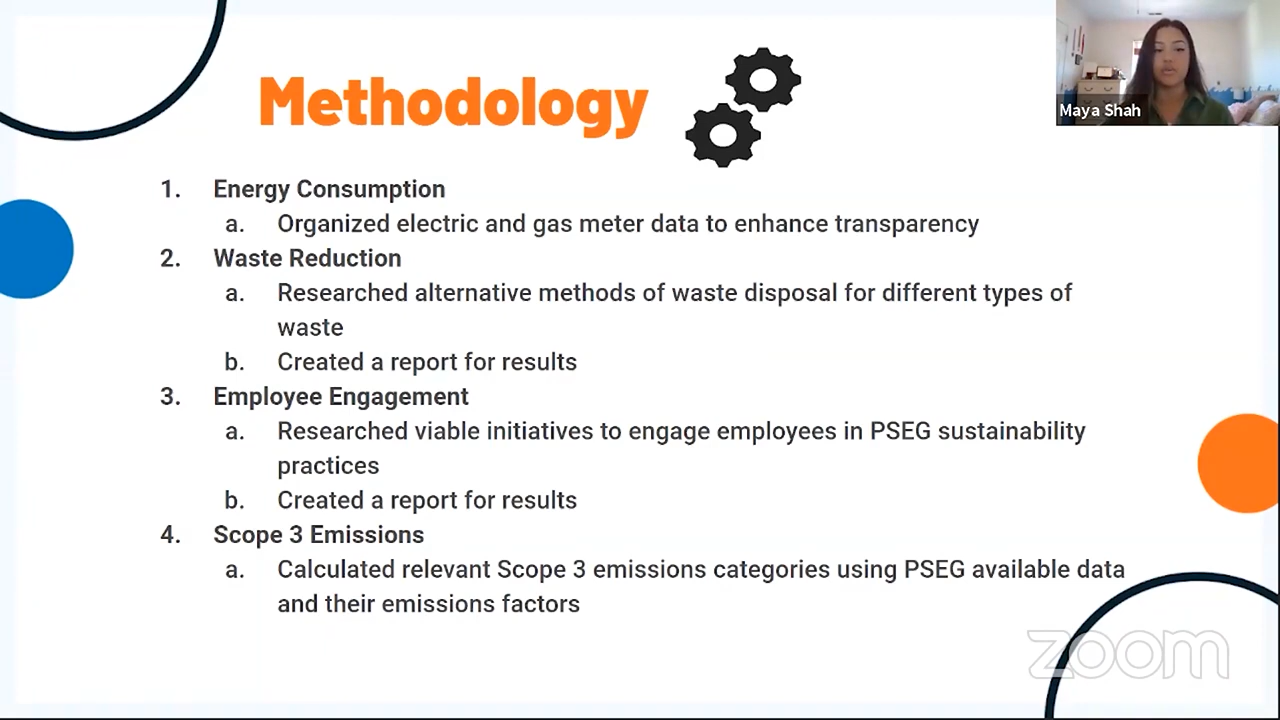 Methodology
Maya Shah
1. Energy Consumption
a. Organized electric and gas meter data to enhance transparency
2. Waste Reduction
a. Researched alternative methods of waste disposal for different types of
waste
b. Created a report for results
3. Employee Engagement
a. Researched viable initiatives to engage employees in PSEG sustainability
practices
b. Created a report for results
4. Scope 3 Emissions
a. Calculated relevant Scope 3 emissions categories using PSEG available data
and their emissions factors
zoom